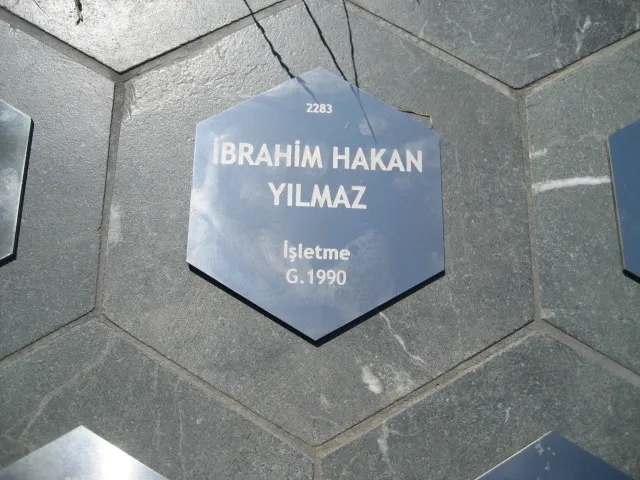 2283
İBRAHİM HAKAN
YILMAZ
İşletme
G.1990